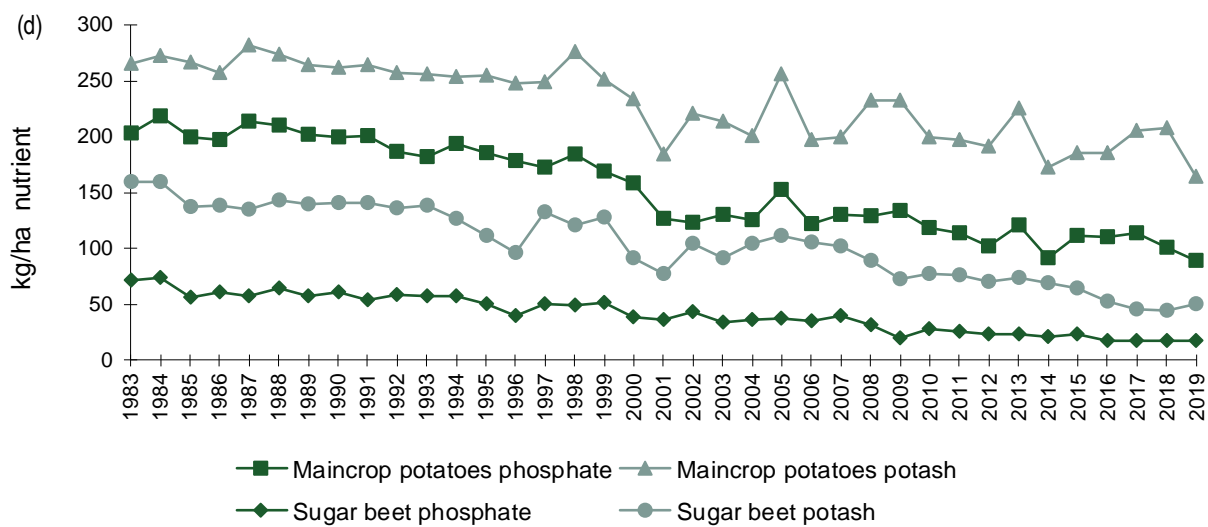 (d)
kg/ha nutrient
300
250
200
150
100
50
0
1983 1984 1985 1986 1987 1988 1989 1990 1991 1992 1993 1994 1995 1996 1997 1998 1999 2000 2001 2002 2003 2004 2005 2006 2007 2008 2009 2010 2011 2012 2013 2014 2015 2016 2017 2018 2019
Maincrop potatoes phosphate Maincrop potatoes potash
Sugar beet phosphate Sugar beet potash